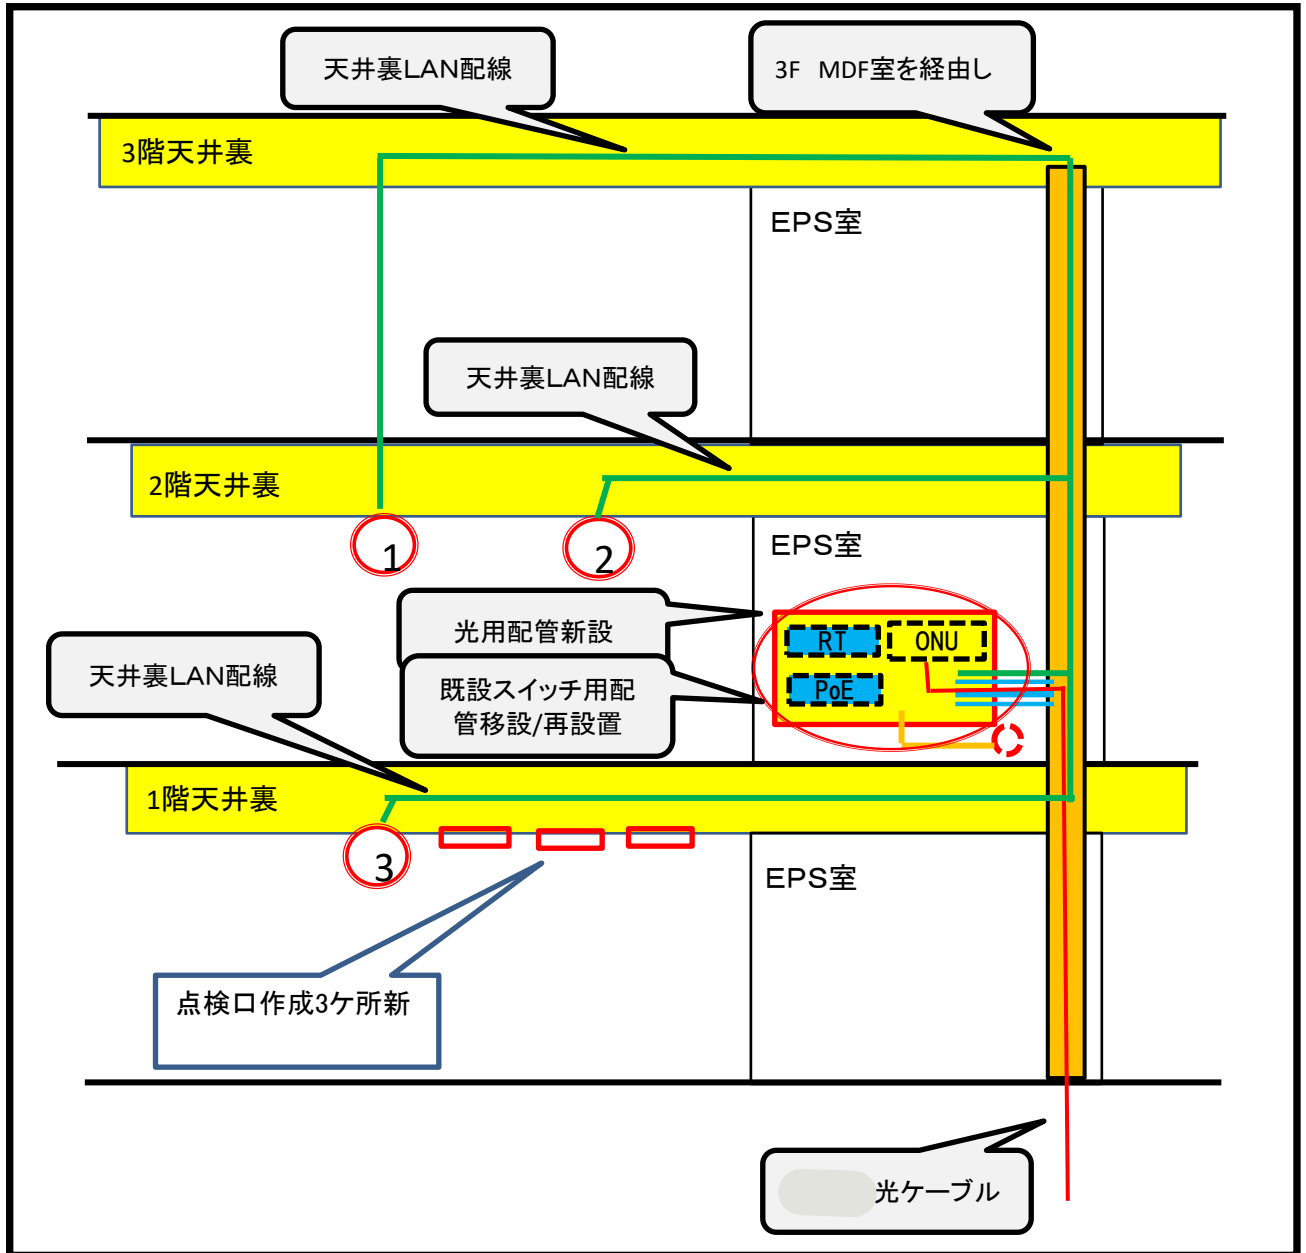 天井裏LAN配線
3F MDF室を経由し
3階天井裏
EPS室
天井裏LAN配線
2階天井裏
1
2
EPS室
光用配管新設
RT
ONU
天井裏LAN配線
既設スイッチ用配
管移設/再設置
PoE
1階天井裏
3
EPS室
点検口作成3ケ所新
光ケーブル